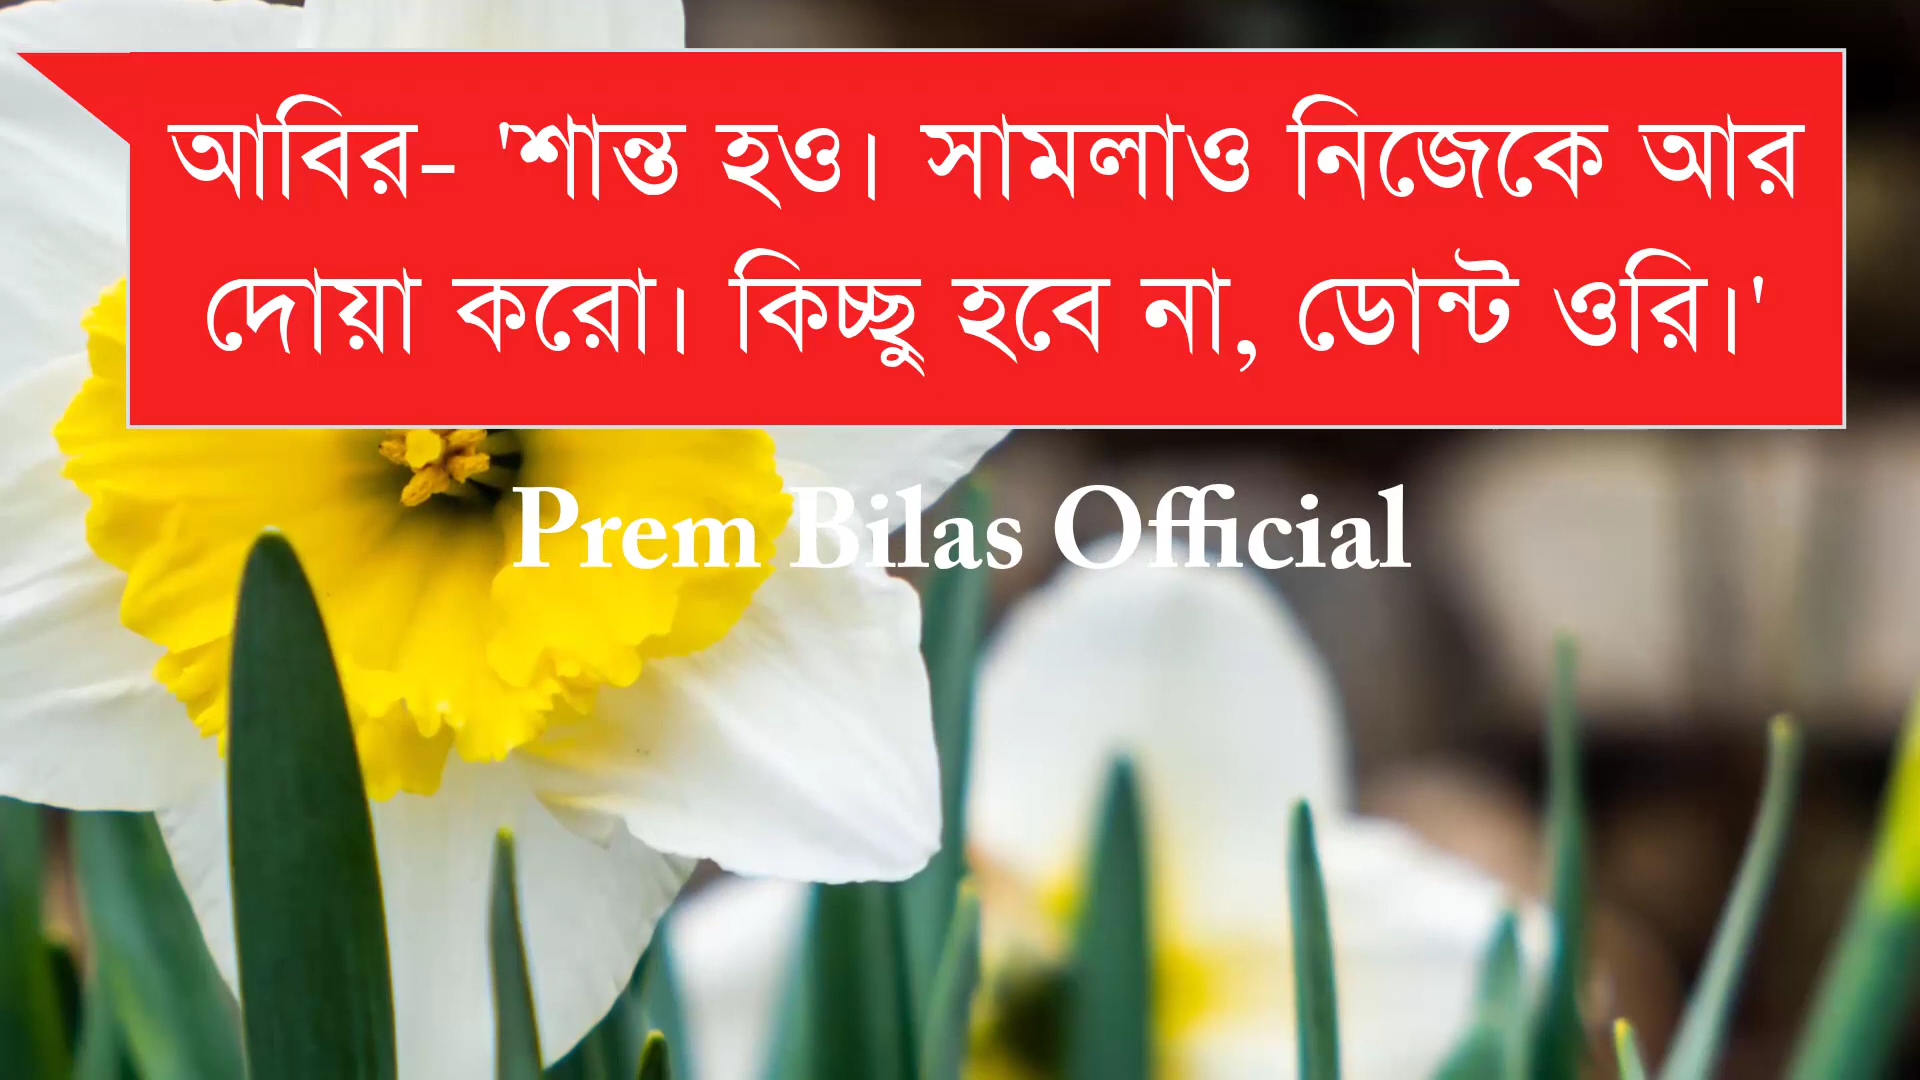 আবির- 'শান্ত হও। সামলাও নিজেকে আর
দোয়া করো। কিচ্ছু হবে না, ডোন্ট ওরি।'
Prem Bilas Official